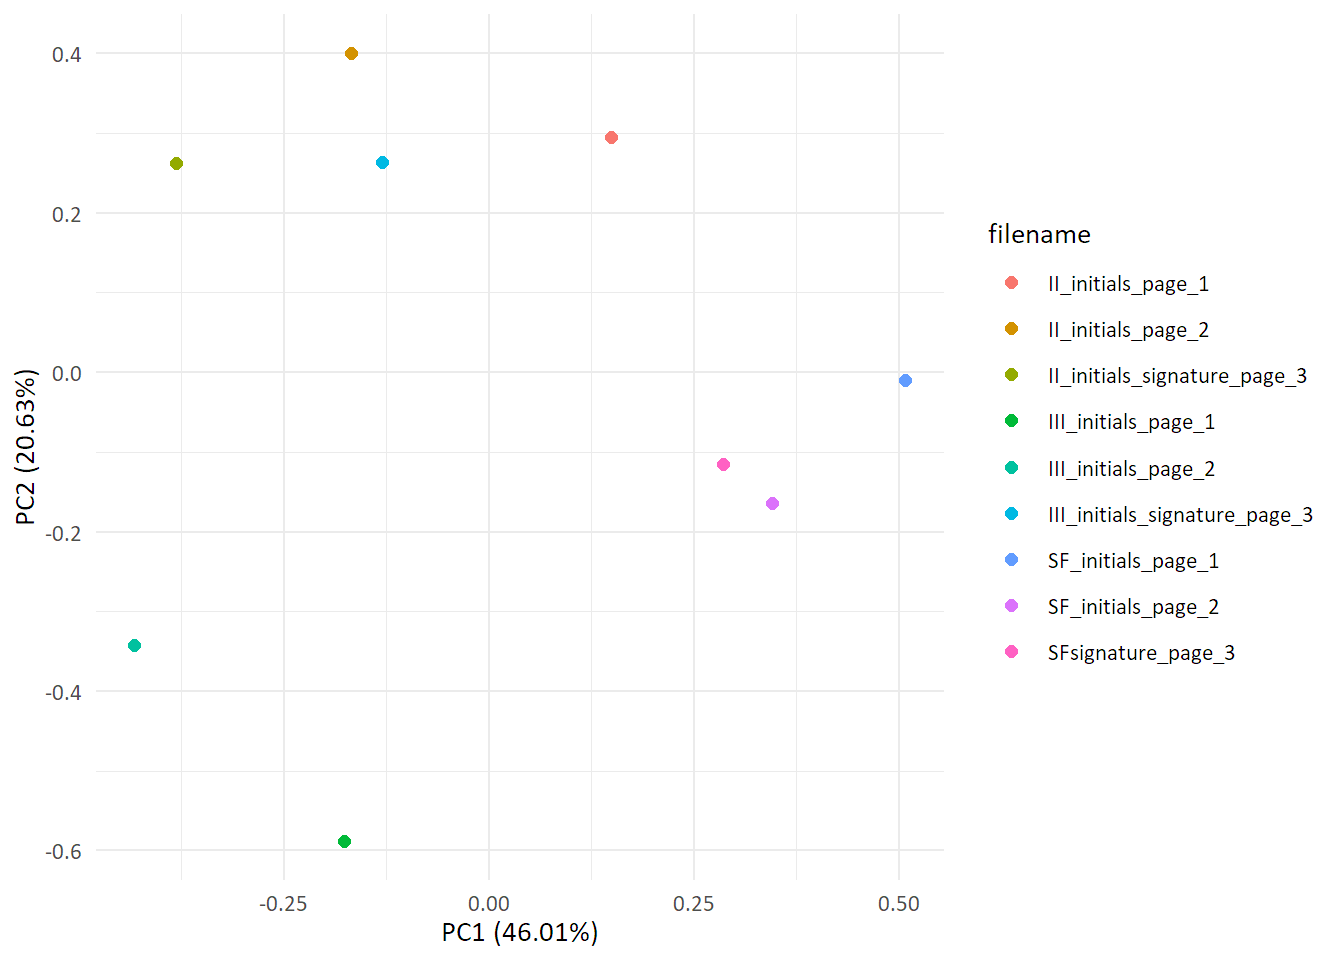 0.4
0.2
0.0
-0.2
-0.4
-0.6
PC2 (20.63%)
-0.25
0.00
0.25
0.50
PC1 (46.01%)
filename
II_initials_page_1
II_initials_page_2
II_initials_signature_page_3
III_initials_page_1
III_initials_page_2
III_initials_signature_page_3
SF_initials_page_1
SF_initials_page_2
SFsignature_page_3